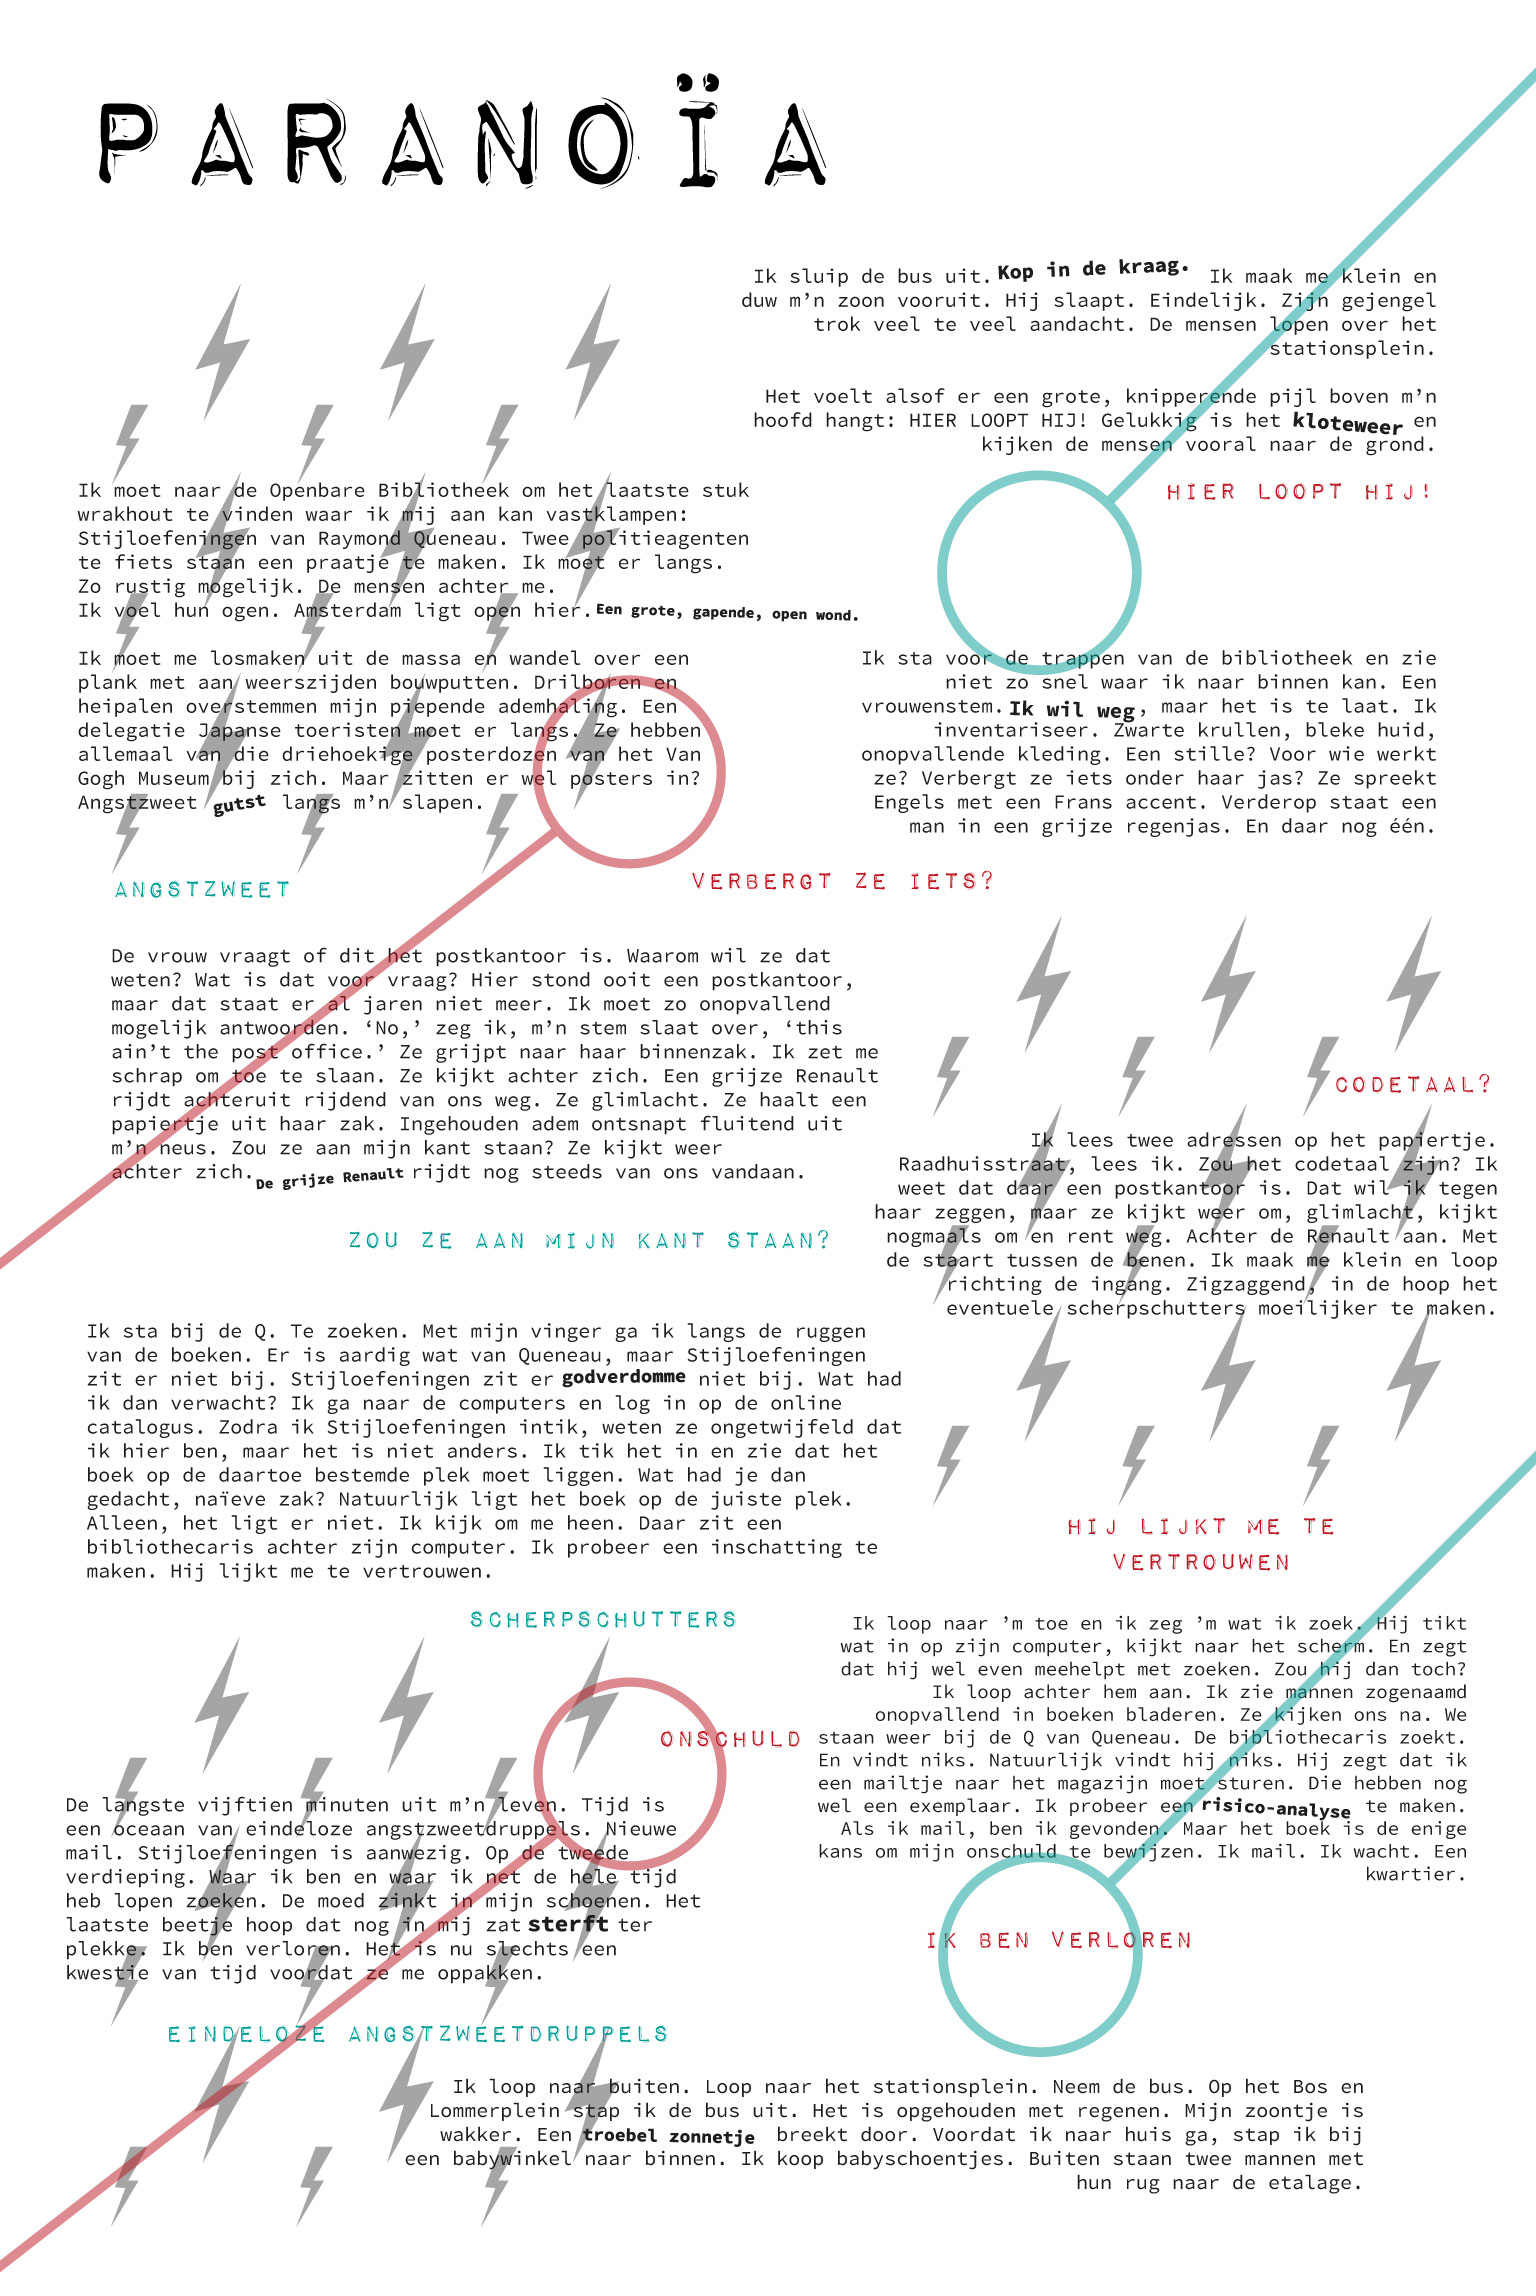 PARANOÏA
Ik sluip de bus uit. Kop in de kraag. Ik maak me klein en
duw m’n zoon vooruit. Hij slaapt. Eindelijk. Zijn gejengel
trok veel te veel aandacht. De mensen lopen over het
stationsplein.
Het voelt alsof er een grote, knipperende pijl boven m’n
hoofd hangt: HIER LOOPT HIJ! Gelukkig is het kloteweer en
kijken de mensen vooral naar de grond.
HIER LOOPT HIJ!
Ik moet naar de Openbare Bibliotheek om het laatste stuk
wrakhout te vinden waar ik mij aan kan vastklampen:
Stijloefeningen van Raymond Queneau. Twee politieagenten
te fiets staan een praatje te maken. Ik moet er langs.
Zo rustig mogelijk. De mensen achter me.
Ik voel hun ogen. Amsterdam ligt open hier. Een grote, gapende, open wond.
Ik moet me losmaken uit de massa en wandel over een
plank met aan weerszijden bouwputten. Drilboren en
heipalen overstemmen mijn piepende ademhaling. Een
delegatie Japanse toeristen moet er langs. Ze hebben
allemaal van die driehoekige posterdozen van het Van
Gogh Museum bij zich. Maar zitten er wel posters in?
Angstzweet gutst langs m’n slapen.
ANGSTZWEET
Ik sta voor de trappen van de bibliotheek en zie
niet zo snel waar ik naar binnen kan. Een
vrouwenstem. Ik wil weg, maar het is te laat. Ik
inventariseer. Zwarte krullen, bleke huid,
onopvallende kleding. Een stille? Voor wie werkt
ze? Verbergt ze iets onder haar jas? Ze spreekt
Engels met een Frans accent. Verderop staat een
man in een grijze regenjas. En daar nog één.
VERBERGT ZE IETS?
De vrouw vraagt of dit het postkantoor is. Waarom wil ze dat
weten? Wat is dat voor vraag? Hier stond ooit een postkantoor,
maar dat staat er al jaren niet meer. Ik moet zo onopvallend
mogelijk antwoorden. ‘No,’ zeg ik, m’n stem slaat over, ‘this
ain’t the post office.’ Ze grijpt naar haar binnenzak. Ik zet me
schrap om toe te slaan. Ze kijkt achter zich. Een grijze Renault
rijdt achteruit rijdend van ons weg. Ze glimlacht. Ze haalt een
papiertje uit haar zak. Ingehouden adem ontsnapt fluitend uit
m’n neus. Zou ze aan mijn kant staan? Ze kijkt weer
achter zich. De grijze Renault rijdt nog steeds van ons vandaan.
ZOU ZE AAN MIJN KANT STAAN?
CODETAAL?
Ik lees twee adressen op het papiertje.
Raadhuisstraat, lees ik. Zou het codetaal zijn? Ik
weet dat daar een postkantoor is. Dat wil ik tegen
haar zeggen, maar ze kijkt weer om, glimlacht, kijkt
nogmaals om en rent weg. Achter de Renault aan. Met
de staart tussen de benen. Ik maak me klein en loop
richting de ingang. Zigzaggend, in de hoop het
eventuele scherpschutters moeilijker te maken.
Ik sta bij de Q. Te zoeken. Met mijn vinger ga ik langs de ruggen
van de boeken. Er is aardig wat van Queneau, maar Stijloefeningen
zit er niet bij. Stijloefeningen zit er godverdomme niet bij. Wat had
ik dan verwacht? Ik ga naar de computers en log in op de online
catalogus. Zodra ik Stijloefeningen intik, weten ze ongetwijfeld dat
ik hier ben, maar het is niet anders. Ik tik het in en zie dat het
boek op de daartoe bestemde plek moet liggen. Wat had je dan
gedacht, naïeve zak? Natuurlijk ligt het boek op de juiste plek.
Alleen, het ligt er niet. Ik kijk om me heen. Daar zit een
bibliothecaris achter zijn computer. Ik probeer een inschatting te
maken. Hij lijkt me te vertrouwen.
SCHERPSCHUTTERS
HIJ LIJKT ME TE
VERTROUWEN
Ik loop naar ’m toe en ik zeg ’m wat ik zoek. Hij tikt
wat in op zijn computer, kijkt naar het scherm. En zegt
dat hij wel even meehelpt met zoeken. Zou hij dan toch?
Ik loop achter hem aan. Ik zie mannen zogenaamd
onopvallend in boeken bladeren. Ze kijken ons na. We
staan weer bij de Q van Queneau. De bibliothecaris zoekt.
En vindt niks. Natuurlijk vindt hij niks. Hij zegt dat ik
een mailtje naar het magazijn moet sturen. Die hebben nog
wel een exemplaar. Ik probeer een risico-analyse te maken.
Als ik mail, ben ik gevonden. Maar het boek is de enige
kans om mijn onschuld te bewijzen. Ik mail. Ik wacht. Een
kwartier.
ONSCHULD
De langste vijftien minuten uit m’n leven. Tijd is
een oceaan van eindeloze angstzweetdruppels. Nieuwe
mail. Stijloefeningen is aanwezig. Op de tweede
verdieping. Waar ik ben en waar ik net de hele tijd
heb lopen zoeken. De moed zinkt in mijn schoenen. Het
laatste beetje hoop dat nog in mij zat sterft ter
plekke. Ik ben verloren. Het is nu slechts een
kwestie van tijd voordat ze me oppakken.
IK BEN VERLOREN
EINDELOZE ANGSTZWEETDRUPPELS
Ik loop naar buiten. Loop naar het stationsplein. Neem de bus. Op het Bos en
Lommerplein stap ik de bus uit. Het is opgehouden met regenen. Mijn zoontje is
wakker. Een troebel zonnetje breekt door. Voordat ik naar huis ga, stap ik bij
een babywinkel naar binnen. Ik koop babyschoentjes. Buiten staan twee mannen met
hun rug naar de etalage.